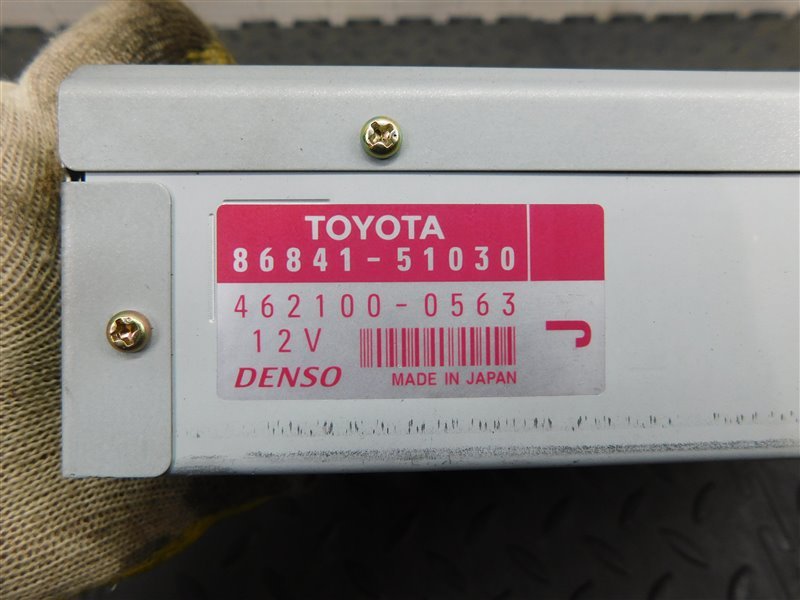 TOYOTA
86841-51030
462100-0563
12V
J
DENSO
MADE IN JAPAN